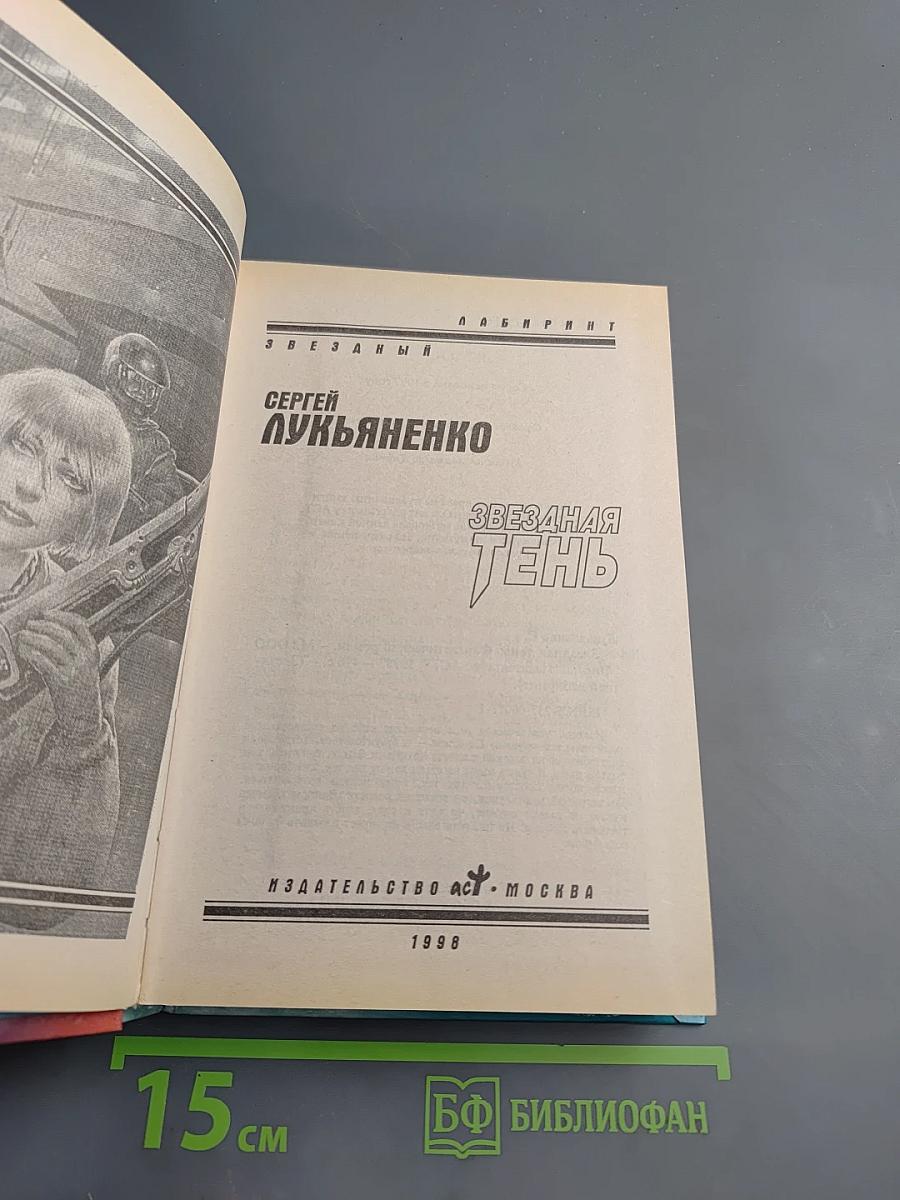 ЛАБИРИНТ
ЗВЕЗДНЫЙ
СЕРГЕЙ
ЛУКЬЯНЕНКО
ЗВЕЗДНАЯ
ТЕНЬ
ИЗДАТЕЛЬСТВО аст • МОСКВА
1998
15 см
БФ БИБЛИОФАН